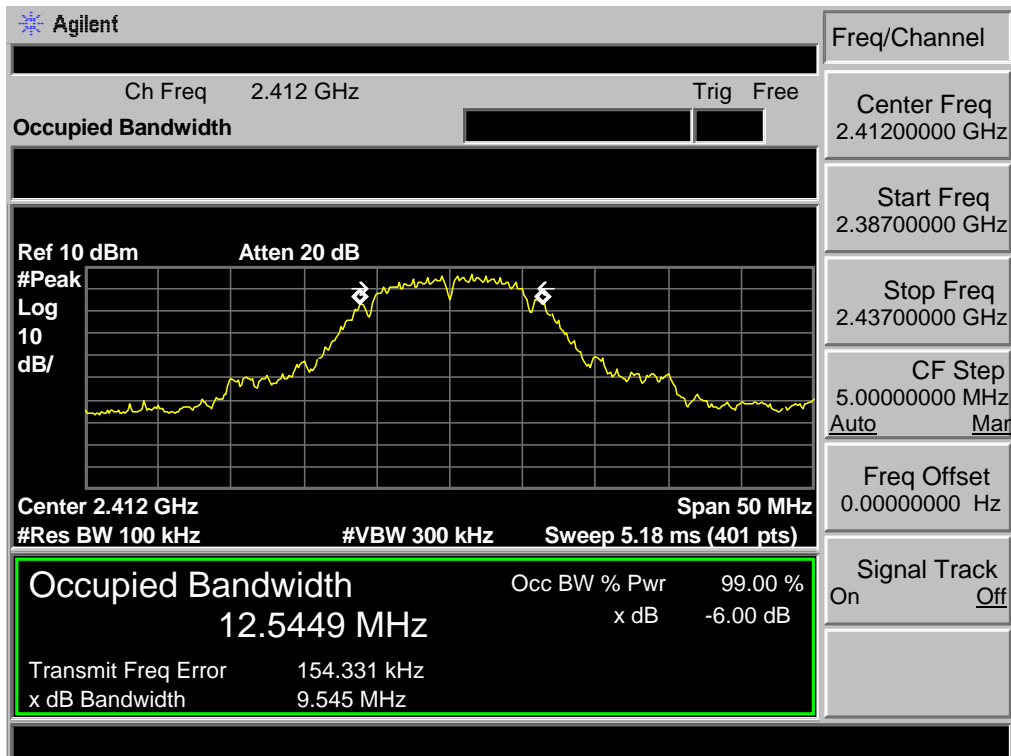 Agilent
Freq/Channel
Ch Freq 2.412 GHz Trig Free
Occupied Bandwidth
Center Freq
2.41200000 GHz
Start Freq
2.38700000 GHz
Ref 10 dBm Atten 20 dB
#Peak
Log
10
dB/
Stop Freq
2.43700000 GHz
CF Step
5.00000000 MHz
Auto Mar
Freq Offset
0.00000000 Hz
Center 2.412 GHz Span 50 MHz
#Res BW 100 kHz #VBW 300 kHz Sweep 5.18 ms (401 pts)
Signal Track
On Off
Occupied Bandwidth
12.5449 MHz
Occ BW % Pwr 99.00 %
x dB -6.00 dB
Transmit Freq Error 154.331 kHz
x dB Bandwidth 9.545 MHz